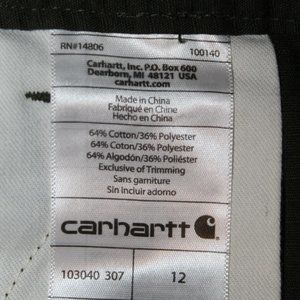 RN#14806 100140
Carhartt, Inc. P.O. Box 600
Dearborn, MI 48121 USA
carhartt.com
Made in China
Fabriqué en Chine
Hecho en China
64% Cotton/36% Polyester
64% Coton/36% Polyester
64% Algodón/36% Poliéster
Exclusive of Trimming
Sans garniture
Sin incluir adorno
carhartt
103040 307 12